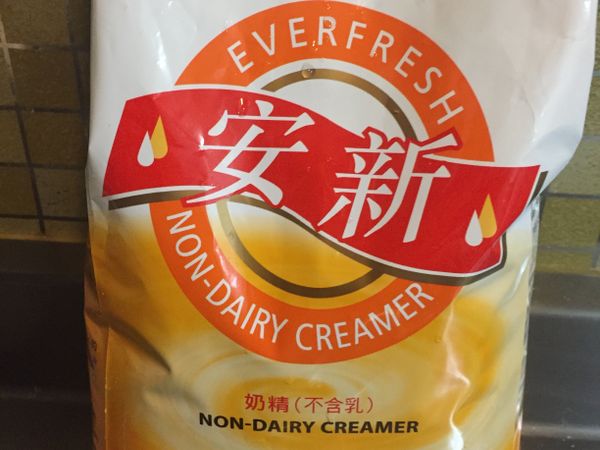 EVERFRESH
安新
NON-DAIRY CREAMER
奶精(不含乳)
NON-DAIRY CREAMER